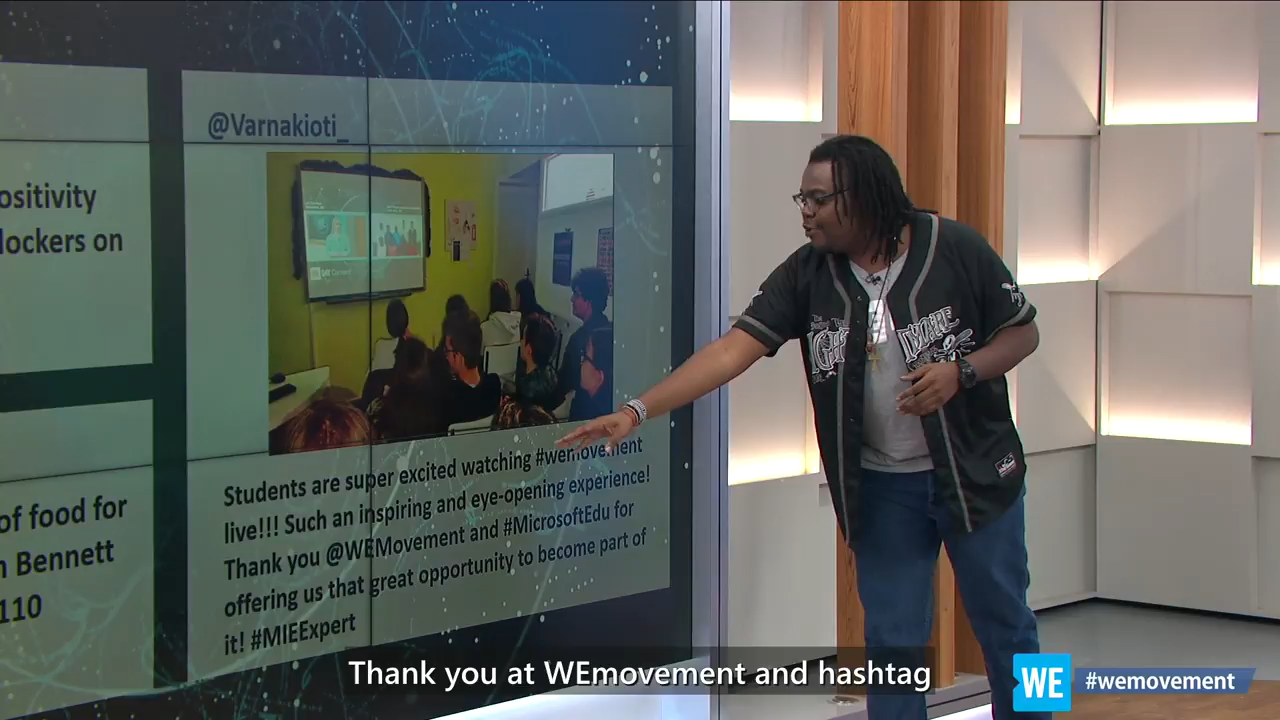 ositivity
lockers on
of food for
Bennett
110
@Varnakioti_
Students are super excited watching #wemovement
live!!! Such an inspiring and eye-opening experience!
Thank you @WEMovement and #MicrosoftEdu for
offering us that great opportunity to become part of
it! #MIEExpert
Thank you at WEmovement and hashtag
WE
#wemovement